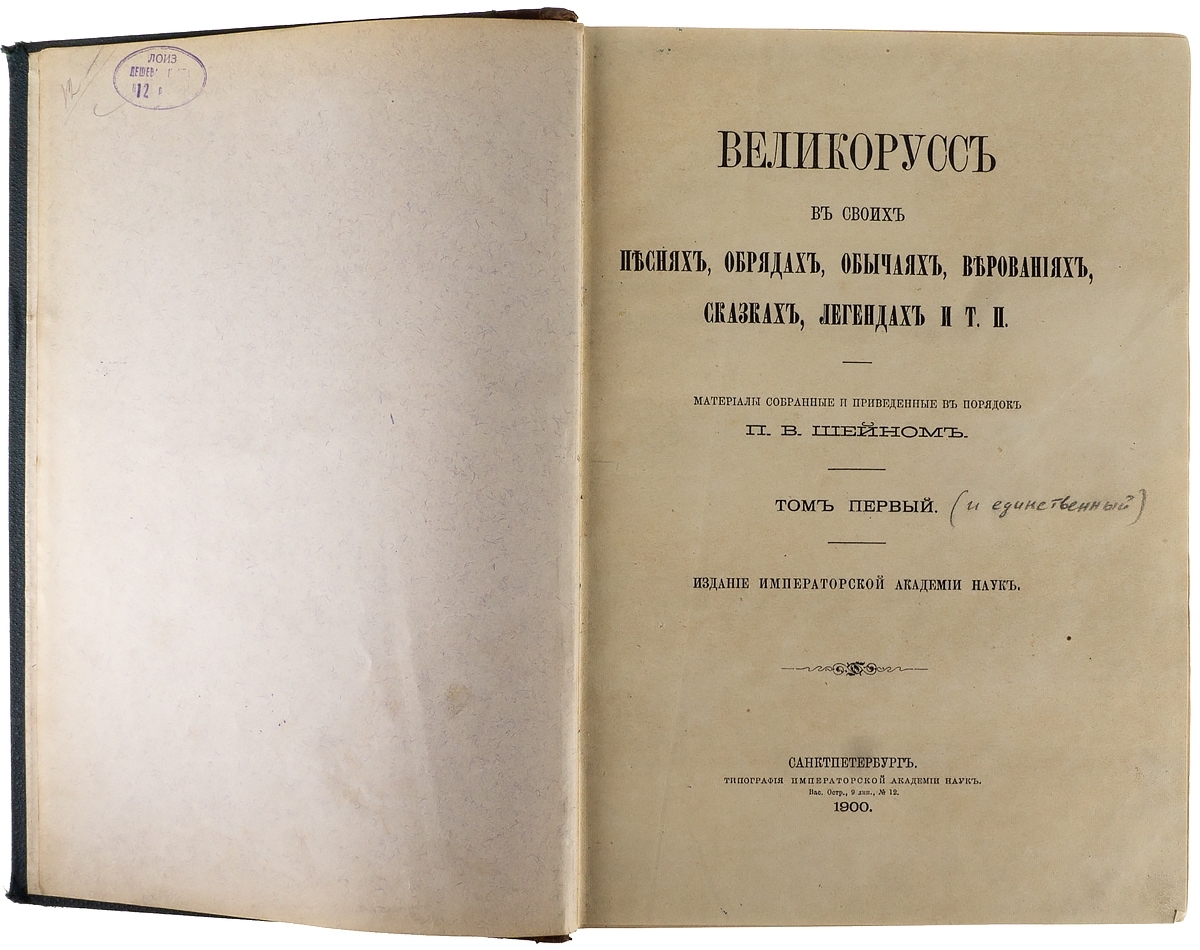 ЛОИЗ
12
12
ВЕЛИКОРУССЪ
ВЪ СВОИХЪ
ПѢСНЯХЪ, ОБРЯДАХЪ, ОБЫЧАЯХЪ, ВѢРОВАНІЯХЪ,
СКАЗКАХЪ, ЛЕГЕНДАХЪ И Т. П.
МАТЕРІАЛЫ СОБРАННЫЕ И ПРИВЕДЕННЫЕ ВЪ ПОРЯДОКЪ
П. В. ШЕЙНОМЪ.
ТОМЪ ПЕРВЫЙ. (и единственный)
ИЗДАНІЕ ИМПЕРАТОРСКОЙ АКАДЕМІИ НАУКЪ.
САНКТПЕТЕРБУРГЪ.
ТИПОГРАФІЯ ИМПЕРАТОРСКОЙ АКАДЕМІИ НАУКЪ.
Вас. Остр., 9 лин., № 12.
1900.